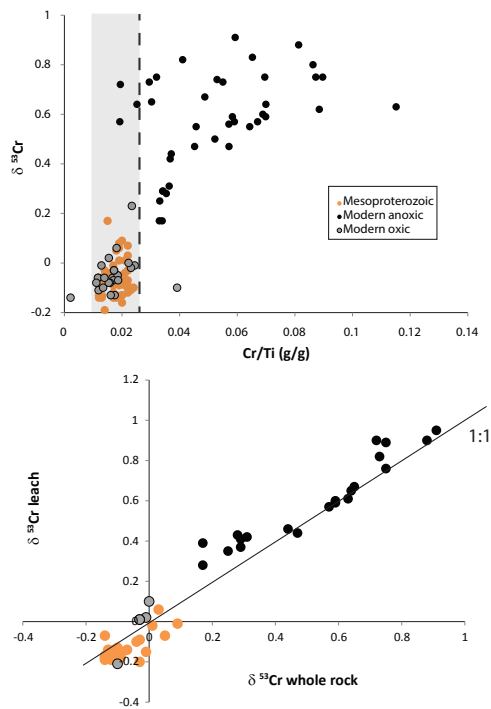 1
0.8
0.6
0.4
0.2
0
-0.2
δ ⁵³Cr
0 0.02 0.04 0.06 0.08 0.1 0.12 0.14
Cr/Ti (g/g)
Mesoproterozoic
Modern anoxic
Modern oxic
1.2
1
0.8
0.6
0.4
0.2
0
-0.2
-0.4
δ ⁵³Cr leach
1:1
-0.4 -0.2 0.0 0.2 0.4 0.6 0.8 1
δ ⁵³Cr whole rock